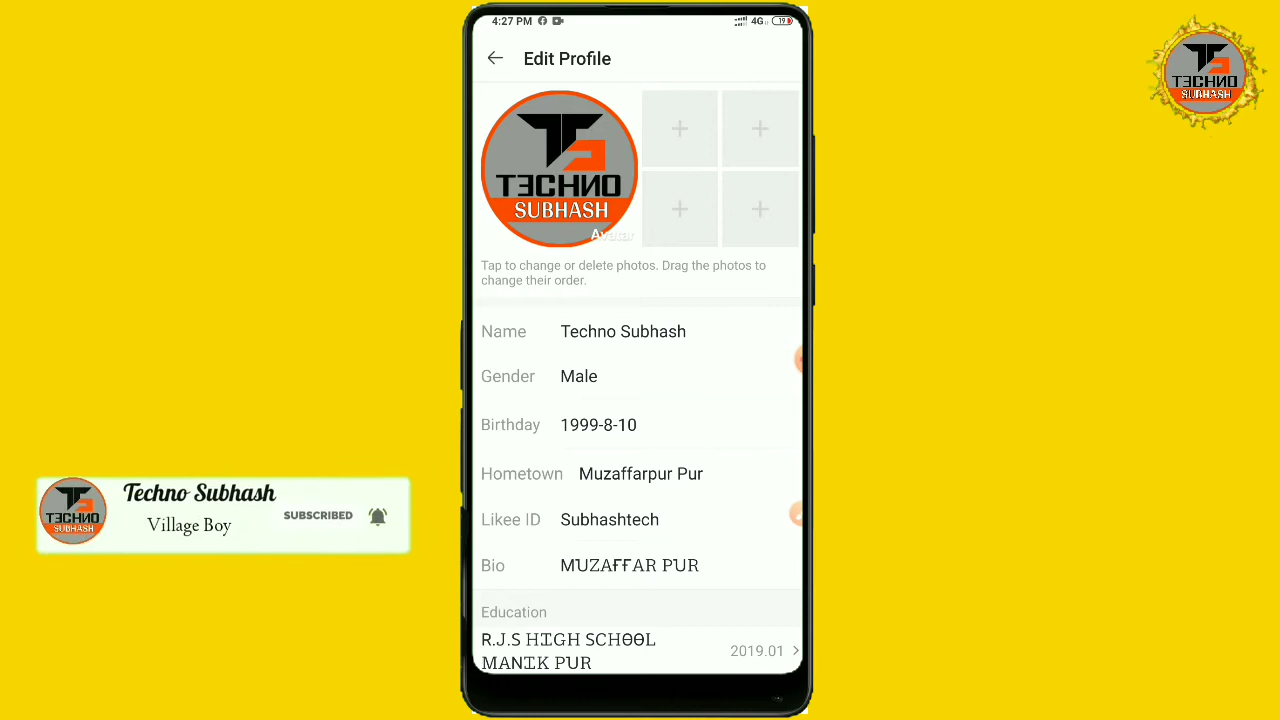 4:27 PM
4G
19
Edit Profile
TECHNO
SUBHASH
Avatar
Tap to change or delete photos. Drag the photos to
change their order.
Name Techno Subhash
Gender Male
Birthday 1999-8-10
Hometown Muzaffarpur Pur
Likee ID Subhashtech
Bio MUZAFFAR PUR
Education
R.J.S HIGH SCHOOL
MANIK PUR
2019.01
TECHNO
SUBHASH
Techno Subhash
Village Boy
SUBSCRIBED
TECHNO
SUBHASH